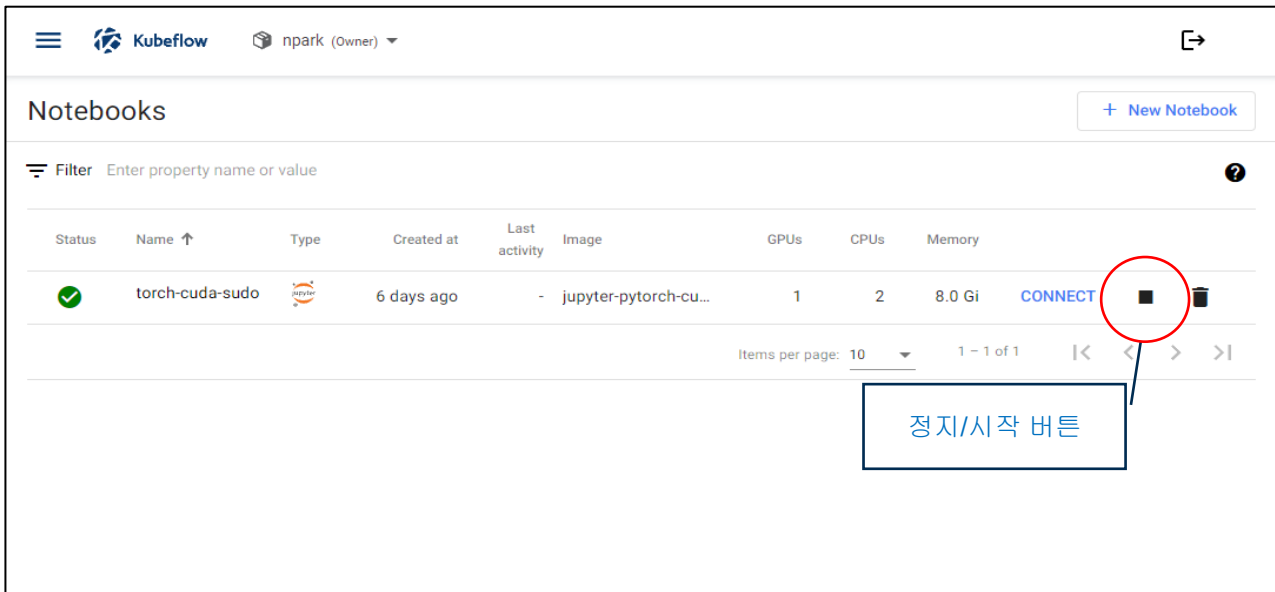 Kubeflow npark (Owner)
Notebooks
+ New Notebook
Filter Enter property name or value
Status Name Type Created at Last activity Image GPUs CPUs Memory
torch-cuda-sudo jupyter 6 days ago - jupyter-pytorch-cu... 1 2 8.0 Gi CONNECT
Items per page: 10 1 – 1 of 1
정지/시작 버튼